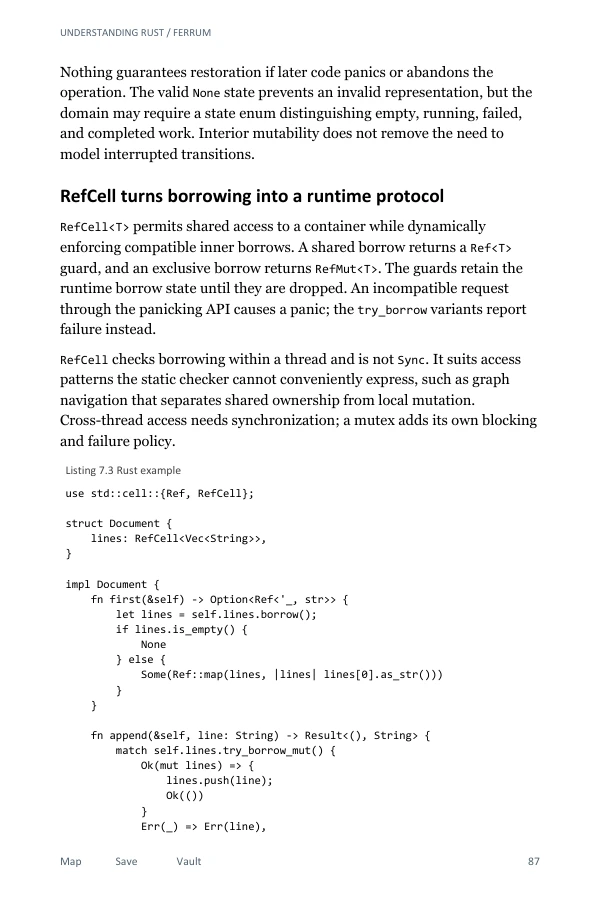 UNDERSTANDING RUST / FERRUM
Nothing guarantees restoration if later code panics or abandons the
operation. The valid None state prevents an invalid representation, but the
domain may require a state enum distinguishing empty, running, failed,
and completed work. Interior mutability does not remove the need to
model interrupted transitions.
RefCell turns borrowing into a runtime protocol
RefCell<T> permits shared access to a container while dynamically
enforcing compatible inner borrows. A shared borrow returns a Ref<T>
guard, and an exclusive borrow returns RefMut<T>. The guards retain the
runtime borrow state until they are dropped. An incompatible request
through the panicking API causes a panic; the try_borrow variants report
failure instead.
RefCell checks borrowing within a thread and is not Sync. It suits access
patterns the static checker cannot conveniently express, such as graph
navigation that separates shared ownership from local mutation.
Cross-thread access needs synchronization; a mutex adds its own blocking
and failure policy.
Listing 7.3 Rust example
use std::cell::{Ref, RefCell};
struct Document {
    lines: RefCell<Vec<String>>,
}
impl Document {
    fn first(&self) -> Option<Ref<'_, str>> {
        let lines = self.lines.borrow();
        if lines.is_empty() {
            None
        } else {
            Some(Ref::map(lines, |lines| lines[0].as_str()))
        }
    }
    fn append(&self, line: String) -> Result<(), String> {
        match self.lines.try_borrow_mut() {
            Ok(mut lines) => {
                lines.push(line);
                Ok(())
            }
            Err(_) => Err(line),
Map Save Vault 87